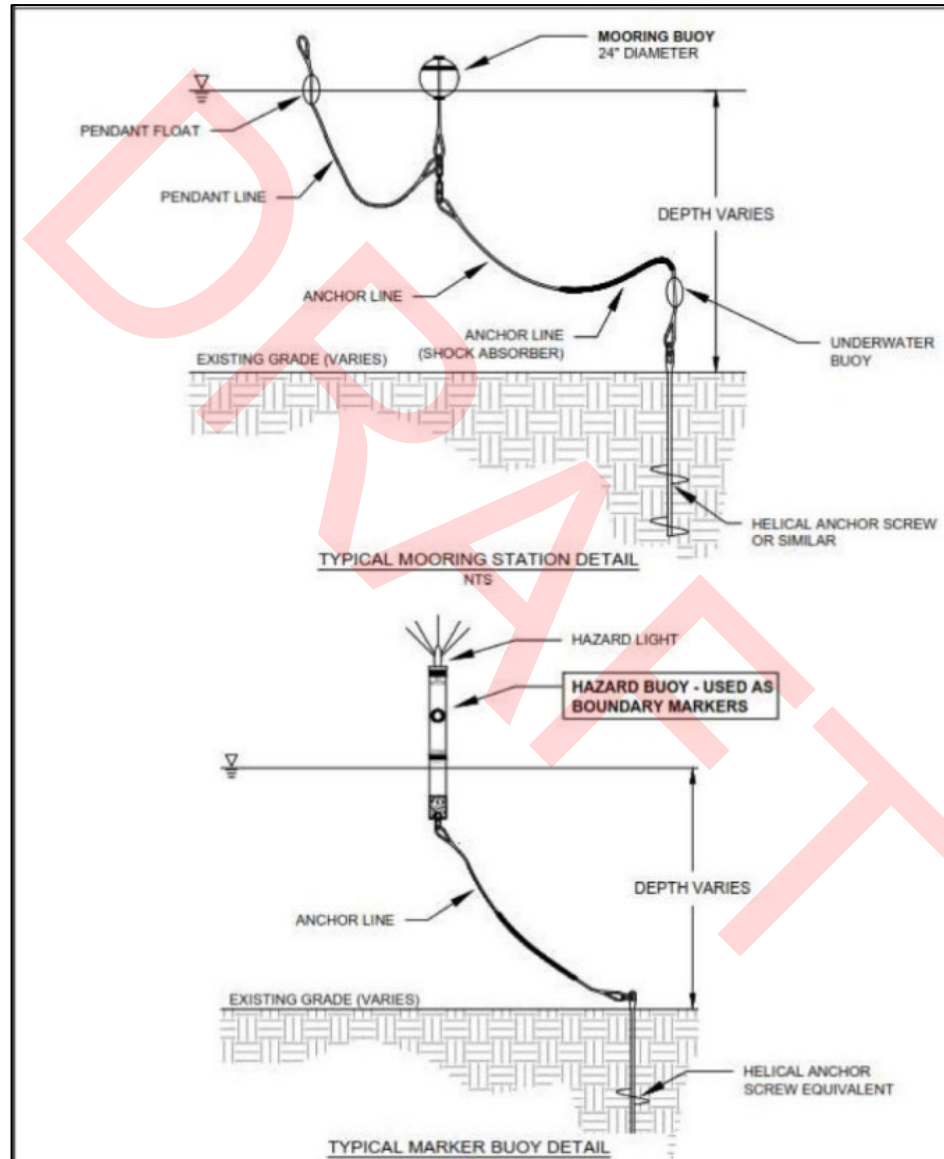 MOORING BUOY
24" DIAMETER
PENDANT FLOAT
PENDANT LINE
DEPTH VARIES
ANCHOR LINE
ANCHOR LINE
(SHOCK ABSORBER)
UNDERWATER
BUOY
EXISTING GRADE (VARIES)
HELICAL ANCHOR SCREW
OR SIMILAR
TYPICAL MOORING STATION DETAIL
NTS
HAZARD LIGHT
HAZARD BUOY - USED AS
BOUNDARY MARKERS
DEPTH VARIES
ANCHOR LINE
EXISTING GRADE (VARIES)
HELICAL ANCHOR
SCREW EQUIVALENT
TYPICAL MARKER BUOY DETAIL
DRAFT